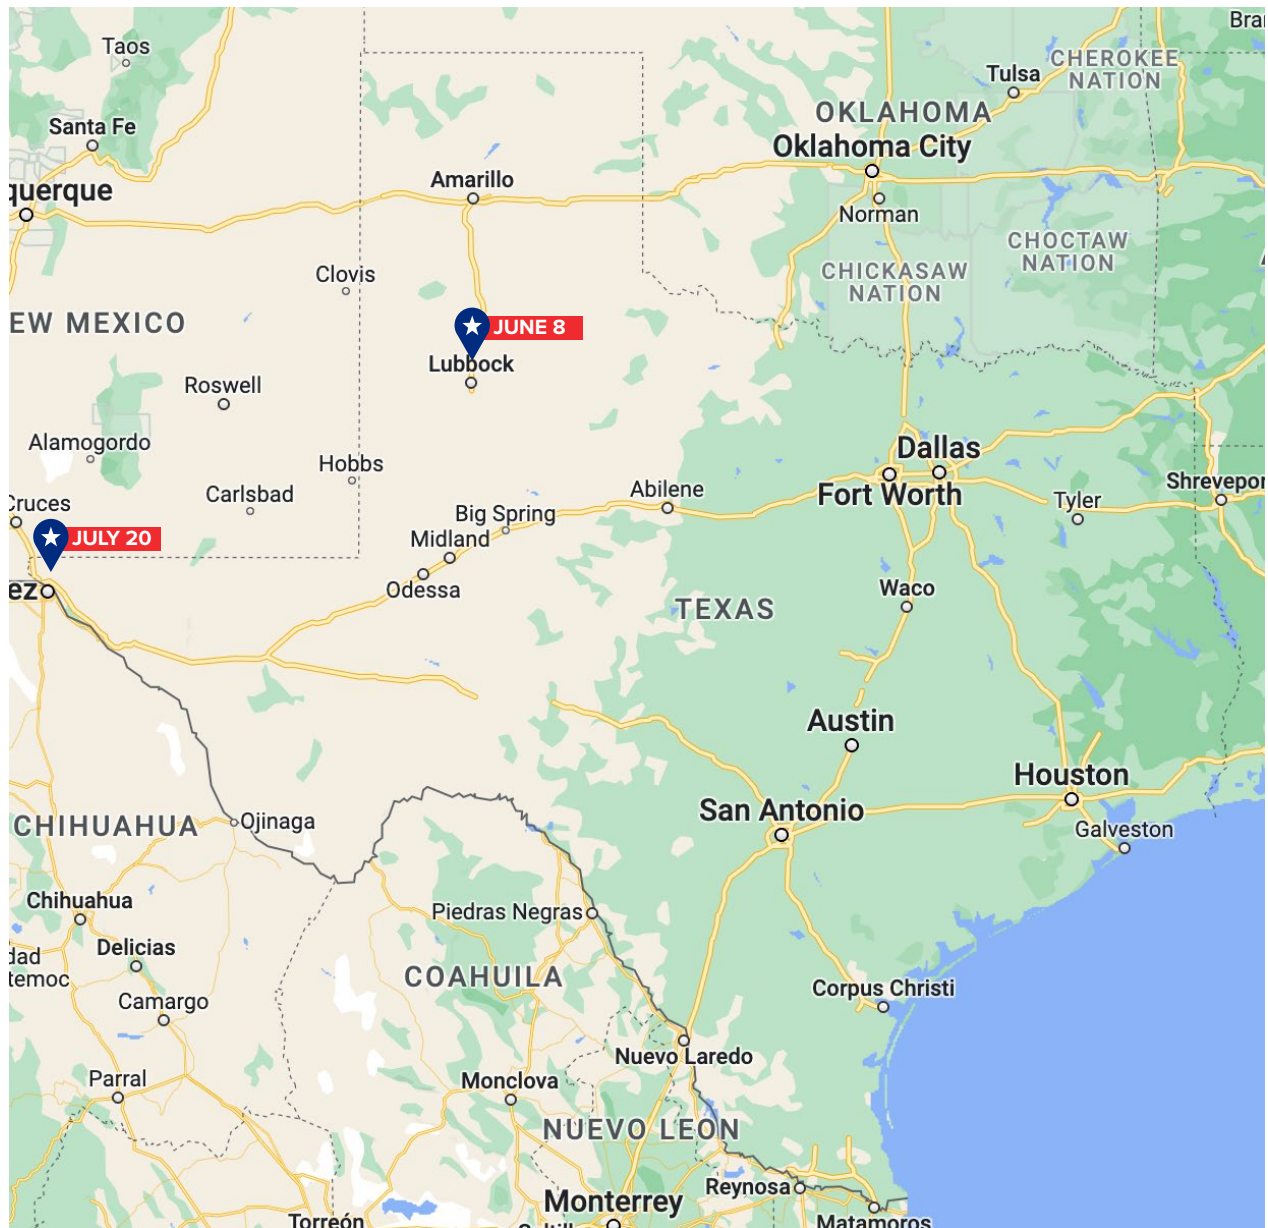 Bra
Taos
CHEROKEE
NATION
Tulsa
OKLAHOMA
Santa Fe
Oklahoma City
Amarillo
querque
Norman
CHOCTAW
NATION
Clovis
CHICKASAW
NATION
EW MEXICO
JUNE 8
Lubbock
Roswell
Alamogordo
Dallas
Hobbs
Shrevepor
Carlsbad
Abilene
Fort Worth
Cruces
Tyler
Big Spring
JULY 20
Midland
ez
Odessa
Waco
TEXAS
Austin
Houston
San Antonio
CHIHUAHUA
Ojinaga
Galveston
Chihuahua
Piedras Negras
Delicias
dad
temoc
COAHUILA
Corpus Christi
Camargo
Nuevo Laredo
Parral
Monclova
NUEVO LEON
Reynosa
Monterrey
Torreón
Matamoros